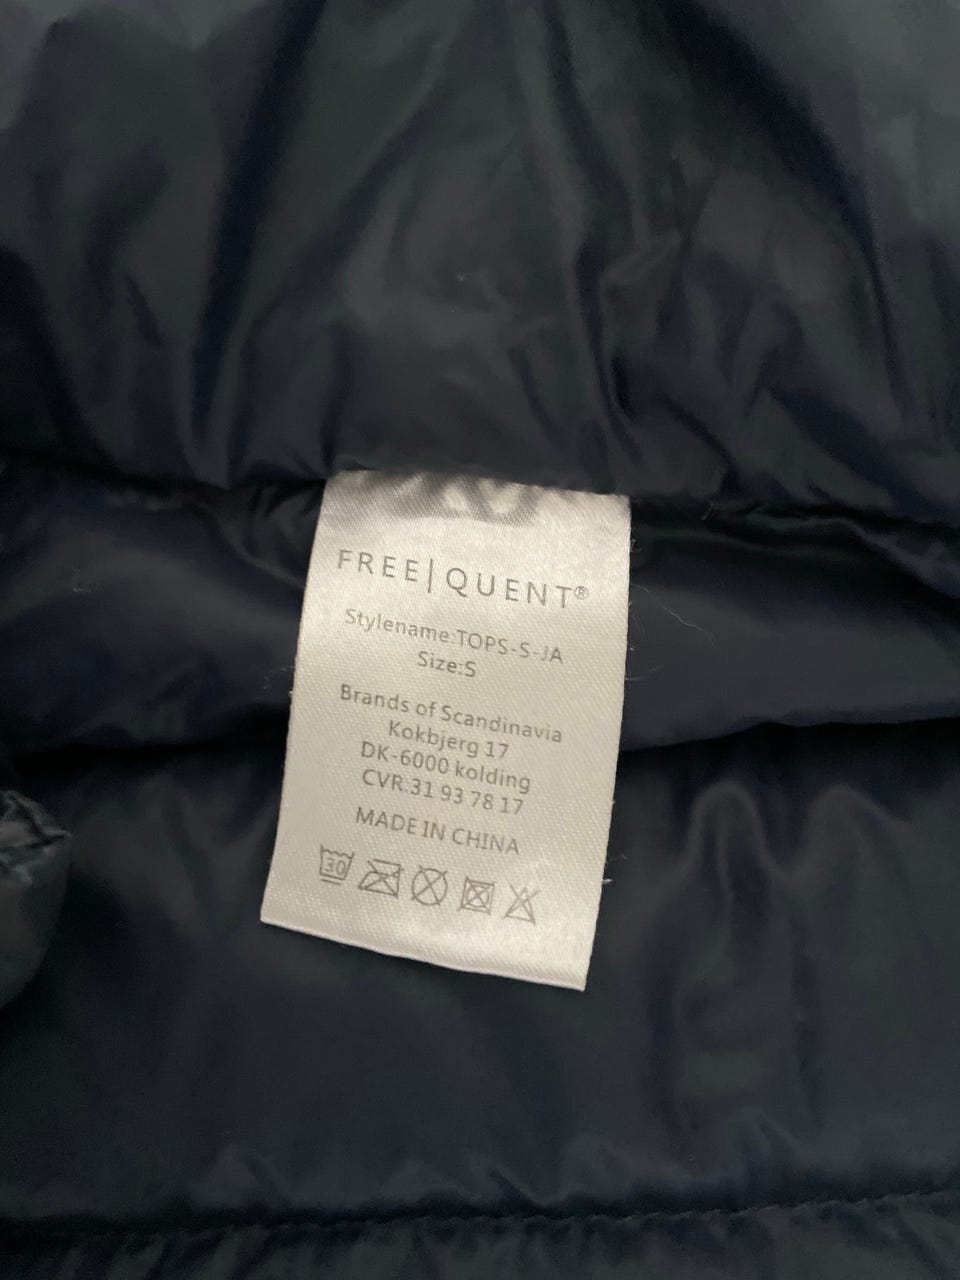 FREE|QUENT®
Stylename:TOPS-S-JA
Size:S
Brands of Scandinavia
Kokbjerg 17
DK-6000 kolding
CVR.31 93 78 17
MADE IN CHINA
30